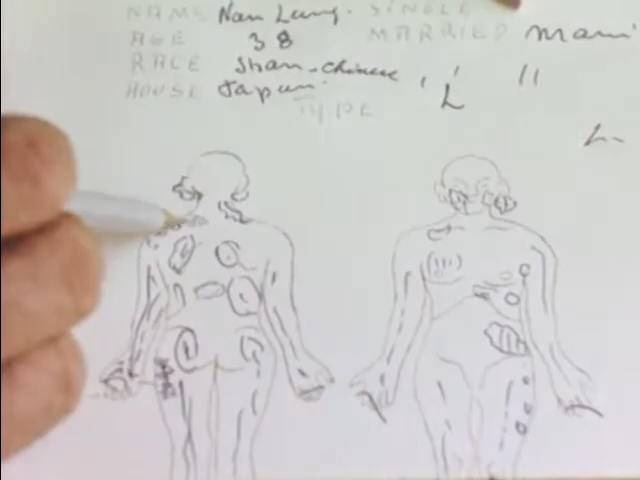 NAME Nan Lung. SINGLE
AGE 38 MARRIED
RACE Shan-Chinese " L "
HOUSE Japan
TYPE
L